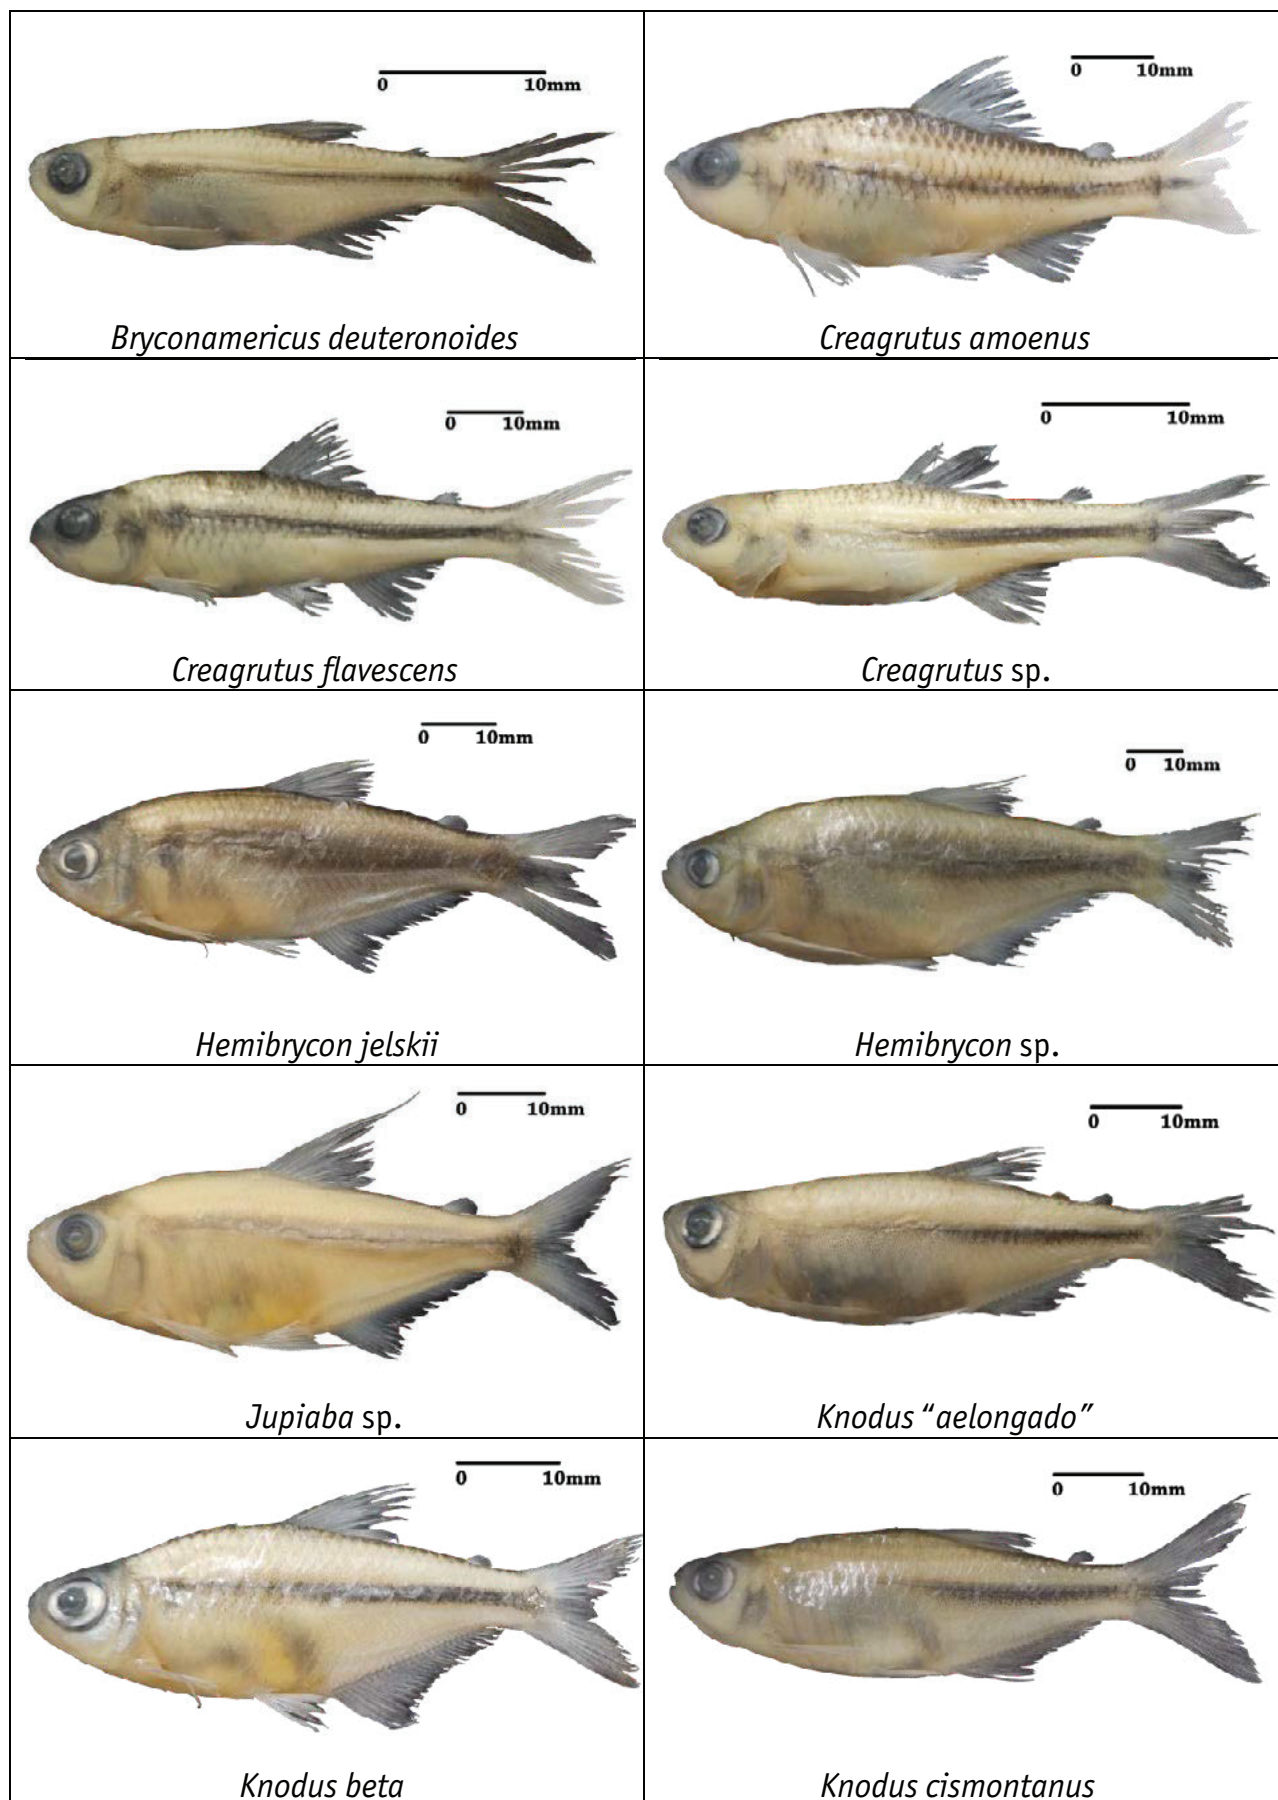 0 10mm
Bryconamericus deuteronoides
0 10mm
Creagrutus amoenus
0 10mm
Creagrutus flavescens
0 10mm
Creagrutus sp.
0 10mm
Hemibrycon jelskii
0 10mm
Hemibrycon sp.
0 10mm
Jupiaba sp.
0 10mm
Knodus “aelongado”
0 10mm
Knodus beta
0 10mm
Knodus cismontanus